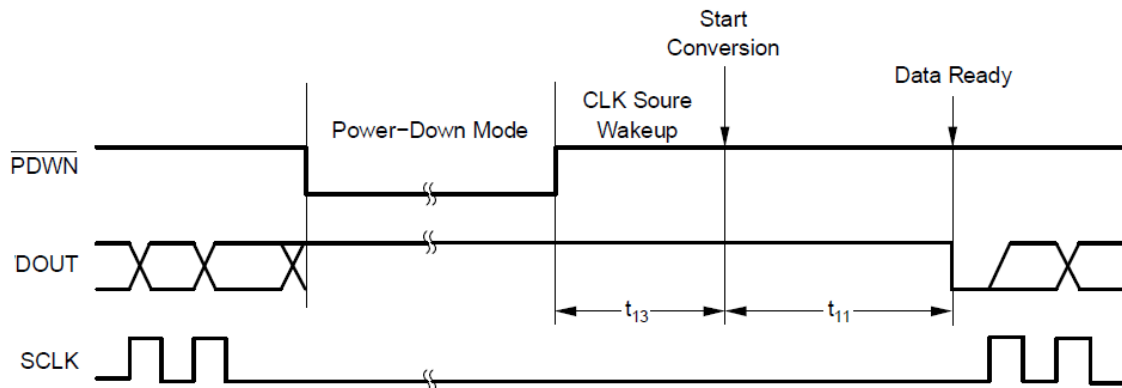 Start
Conversion
Data Ready
CLK Soure
Wakeup
Power-Down Mode
PDWN
DOUT
t13
t11
SCLK